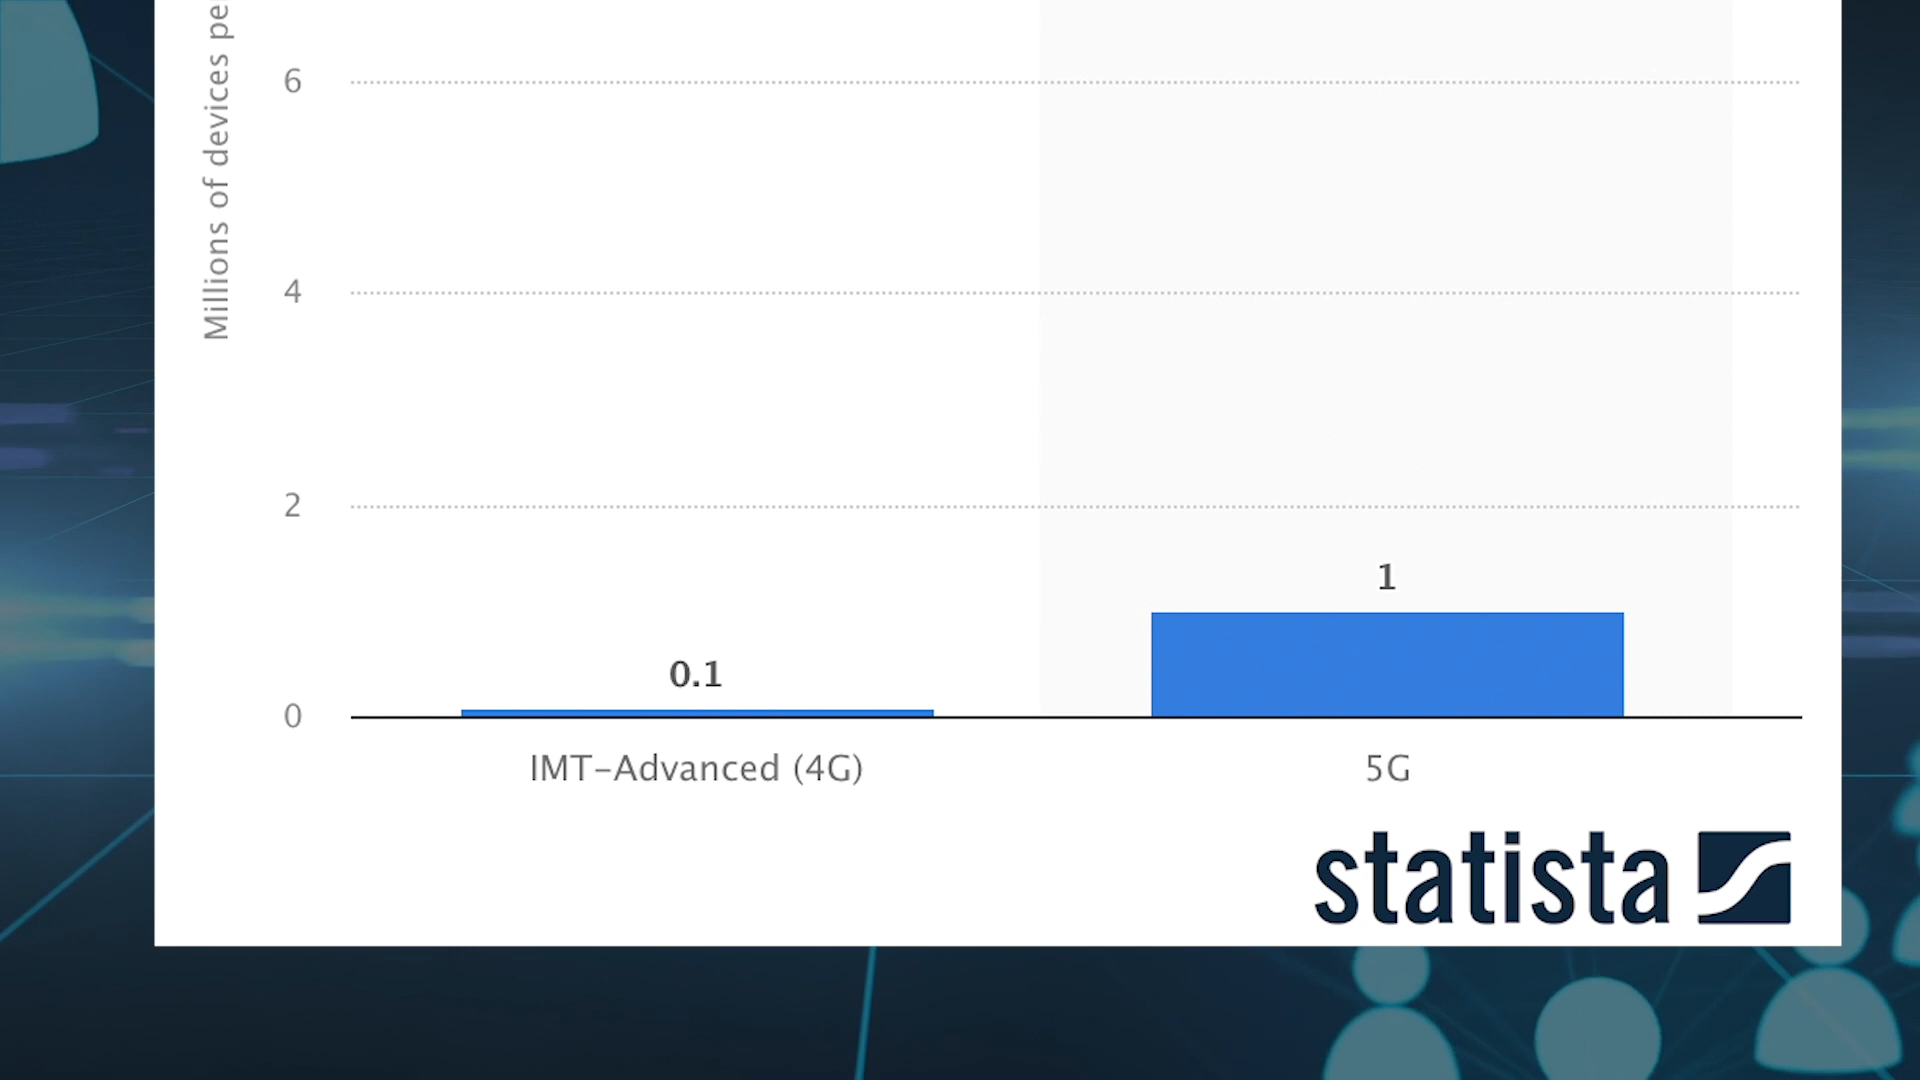 Millions of devices pe
6
4
2
0
0.1
1
IMT-Advanced (4G)
5G
statista